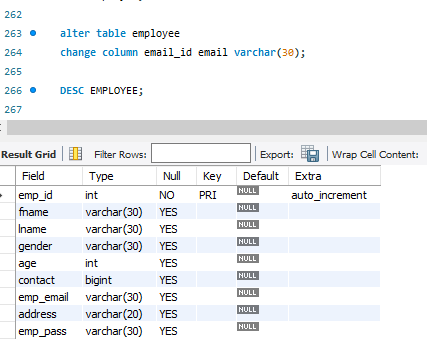 262
263 alter table employee
264 change column email_id email varchar(30);
265
266 DESC EMPLOYEE;
267
Result Grid Filter Rows: Export: Wrap Cell Content:
Field Type Null Key Default Extra
emp_id int NO PRI NULL auto_increment
fname varchar(30) YES NULL
lname varchar(30) YES NULL
gender varchar(30) YES NULL
age int YES NULL
contact bigint YES NULL
emp_email varchar(30) YES NULL
address varchar(20) YES NULL
emp_pass varchar(30) YES NULL